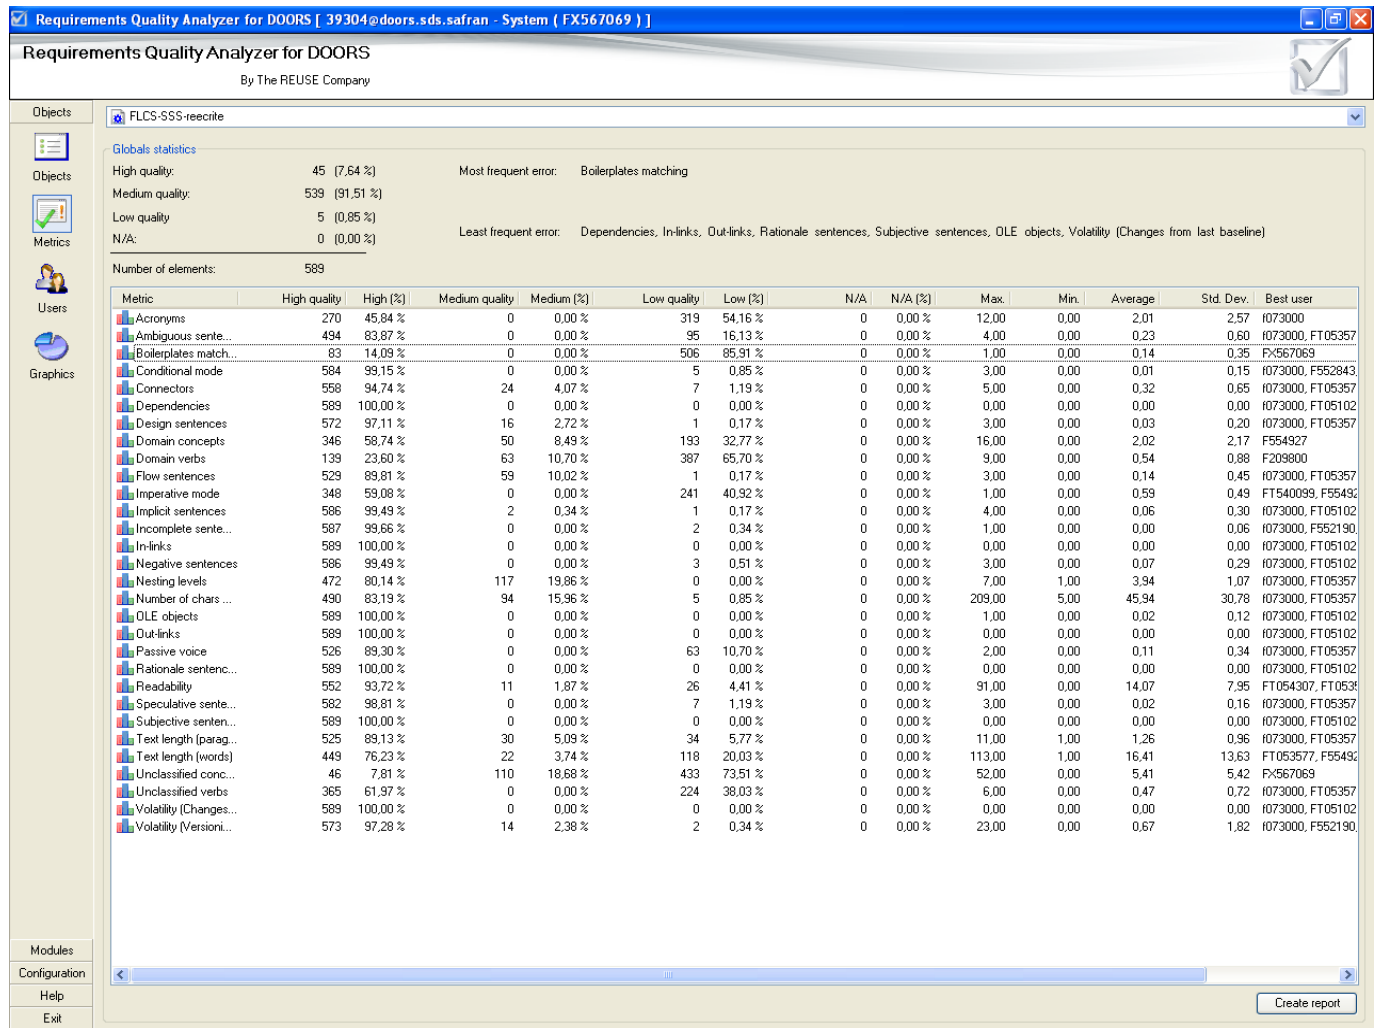 Requirements Quality Analyzer for DOORS [ 39304@doors.sds.safran - System ( FX567069 ) ]
Requirements Quality Analyzer for DOORS
By The REUSE Company
Objects
FLCS-SSS-reecrite
Objects
Metrics
Users
Graphics
Globals statistics
High quality: 45 (7,64 %) Most frequent error: Boilerplates matching
Medium quality: 539 (91,51 %)
Low quality 5 (0,85 %)
N/A: 0 (0,00 %) Least frequent error: Dependencies, In-links, Out-links, Rationale sentences, Subjective sentences, OLE objects, Volatility (Changes from last baseline)
Number of elements: 589
Metric High quality High (%) Medium quality Medium (%) Low quality Low (%) N/A N/A (%) Max. Min. Average Std. Dev. Best user
Acronyms 270 45,84 % 0 0,00 % 319 54,16 % 0 0,00 % 12,00 0,00 2,01 2,57 f073000
Ambiguous sente... 494 83,87 % 0 0,00 % 95 16,13 % 0 0,00 % 4,00 0,00 0,23 0,60 f073000, FT05357
Boilerplates match... 83 14,09 % 0 0,00 % 506 85,91 % 0 0,00 % 1,00 0,00 0,14 0,35 FX567069
Conditional mode 584 99,15 % 0 0,00 % 5 0,85 % 0 0,00 % 3,00 0,00 0,01 0,15 f073000, F552843,
Connectors 558 94,74 % 24 4,07 % 7 1,19 % 0 0,00 % 5,00 0,00 0,32 0,65 f073000, FT05357
Dependencies 589 100,00 % 0 0,00 % 0 0,00 % 0 0,00 % 0,00 0,00 0,00 0,00 f073000, FT05102
Design sentences 572 97,11 % 16 2,72 % 1 0,17 % 0 0,00 % 3,00 0,00 0,03 0,20 f073000, FT05357
Domain concepts 346 58,74 % 50 8,49 % 193 32,77 % 0 0,00 % 16,00 0,00 2,02 2,17 F554927
Domain verbs 139 23,60 % 63 10,70 % 387 65,70 % 0 0,00 % 9,00 0,00 0,54 0,88 F209800
Flow sentences 529 89,81 % 59 10,02 % 1 0,17 % 0 0,00 % 3,00 0,00 0,14 0,45 f073000, FT05357
Imperative mode 348 59,08 % 0 0,00 % 241 40,92 % 0 0,00 % 1,00 0,00 0,59 0,49 FT540099, F55492
Implicit sentences 586 99,49 % 2 0,34 % 1 0,17 % 0 0,00 % 4,00 0,00 0,06 0,30 f073000, FT05102
Incomplete sente... 587 99,66 % 0 0,00 % 2 0,34 % 0 0,00 % 1,00 0,00 0,00 0,06 f073000, F552190,
In-links 589 100,00 % 0 0,00 % 0 0,00 % 0 0,00 % 0,00 0,00 0,00 0,00 f073000, FT05102
Negative sentences 586 99,49 % 0 0,00 % 3 0,51 % 0 0,00 % 3,00 0,00 0,07 0,29 f073000, FT05102
Nesting levels 472 80,14 % 117 19,86 % 0 0,00 % 0 0,00 % 7,00 1,00 3,94 1,07 f073000, FT05357
Number of chars ... 490 83,19 % 94 15,96 % 5 0,85 % 0 0,00 % 209,00 5,00 45,94 30,78 f073000, FT05357
OLE objects 589 100,00 % 0 0,00 % 0 0,00 % 0 0,00 % 1,00 0,00 0,02 0,12 f073000, FT05102
Out-links 589 100,00 % 0 0,00 % 0 0,00 % 0 0,00 % 0,00 0,00 0,00 0,00 f073000, FT05102
Passive voice 526 89,30 % 0 0,00 % 63 10,70 % 0 0,00 % 2,00 0,00 0,11 0,34 f073000, FT05357
Rationale sentenc... 589 100,00 % 0 0,00 % 0 0,00 % 0 0,00 % 0,00 0,00 0,00 0,00 f073000, FT05102
Readability 552 93,72 % 11 1,87 % 26 4,41 % 0 0,00 % 91,00 0,00 14,07 7,95 FT054307, FT0535
Speculative sente... 582 98,81 % 0 0,00 % 7 1,19 % 0 0,00 % 3,00 0,00 0,02 0,16 f073000, FT05357
Subjective senten... 589 100,00 % 0 0,00 % 0 0,00 % 0 0,00 % 0,00 0,00 0,00 0,00 f073000, FT05102
Text length (parag... 525 89,13 % 30 5,09 % 34 5,77 % 0 0,00 % 11,00 1,00 1,26 0,96 f073000, FT05357
Text length (words) 449 76,23 % 22 3,74 % 118 20,03 % 0 0,00 % 113,00 1,00 16,41 13,63 FT053577, F55492
Unclassified conc... 46 7,81 % 110 18,68 % 433 73,51 % 0 0,00 % 52,00 0,00 5,41 5,42 FX567069
Unclassified verbs 365 61,97 % 0 0,00 % 224 38,03 % 0 0,00 % 6,00 0,00 0,47 0,72 f073000, FT05357
Volatility (Changes... 589 100,00 % 0 0,00 % 0 0,00 % 0 0,00 % 0,00 0,00 0,00 0,00 f073000, FT05102
Volatility (Versioni... 573 97,28 % 14 2,38 % 2 0,34 % 0 0,00 % 23,00 0,00 0,67 1,82 f073000, F552190,
Modules
Configuration
Help
Exit
Create report